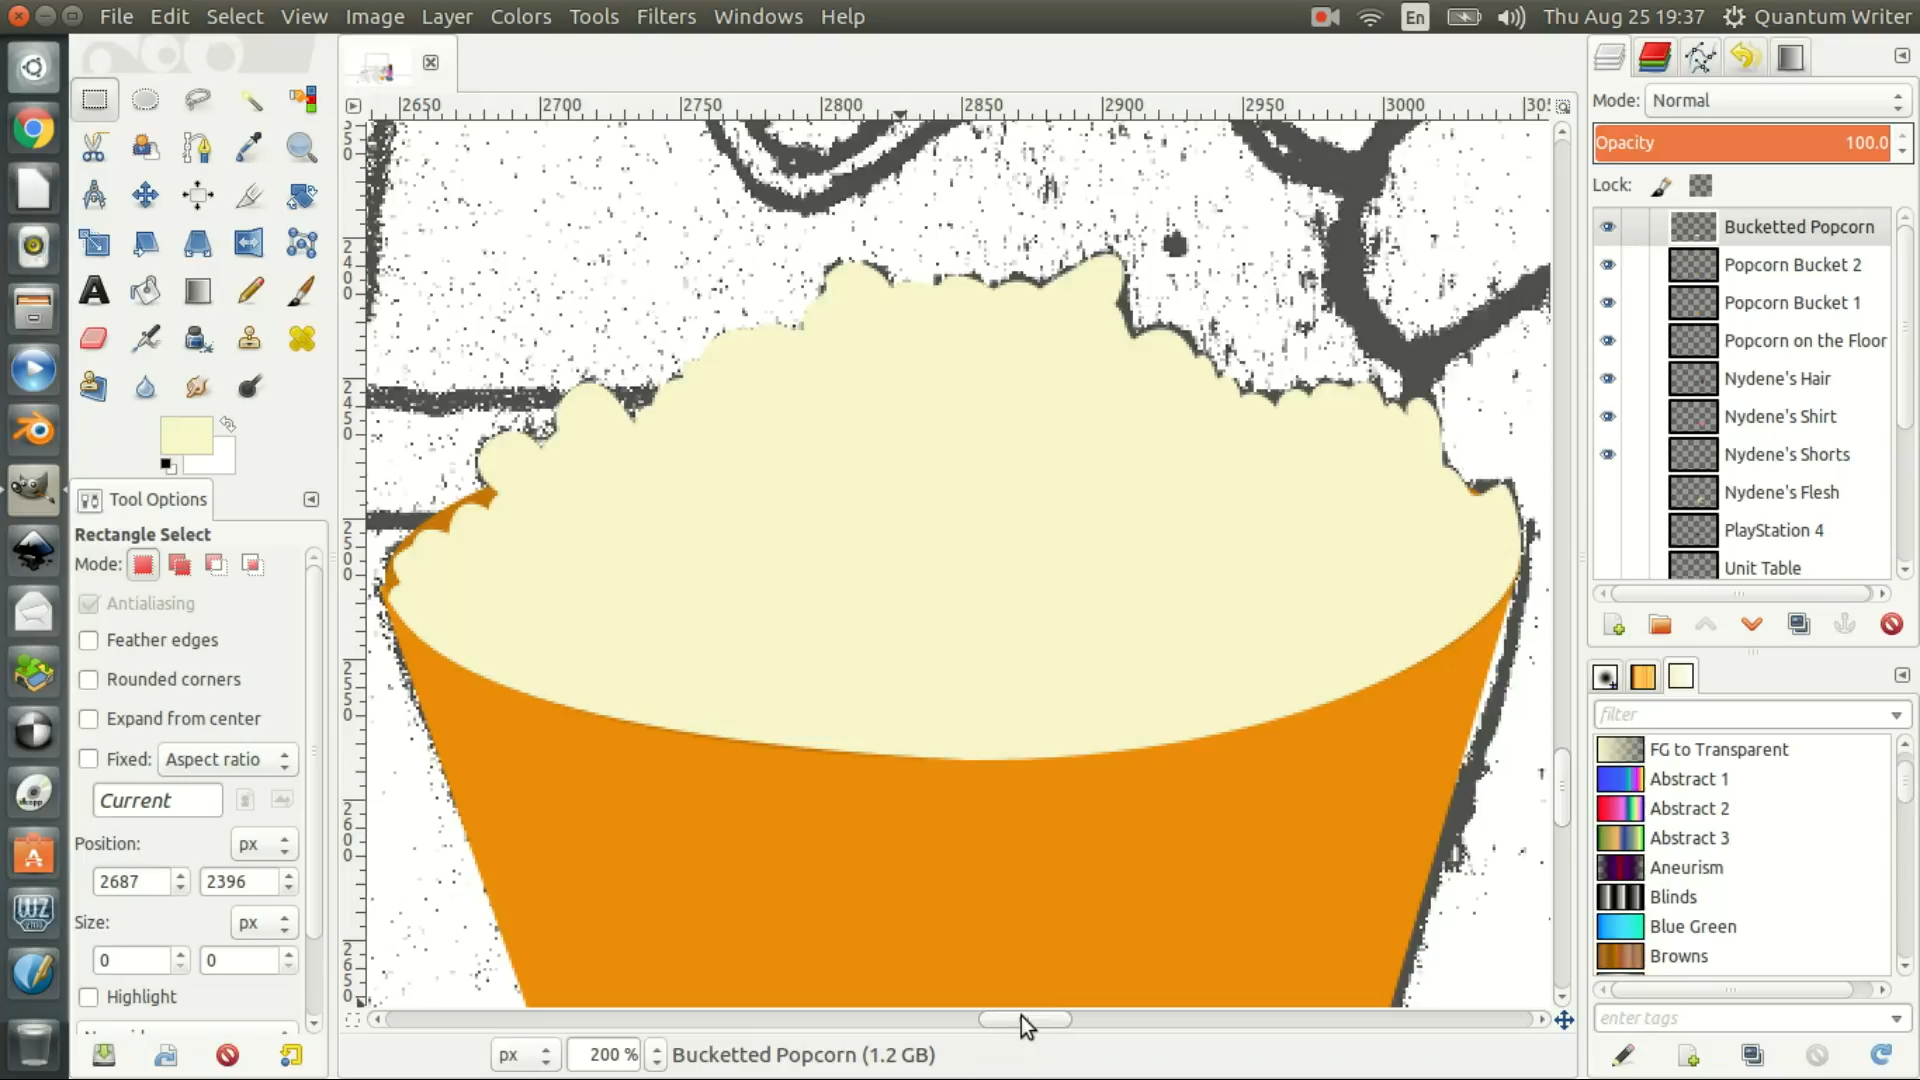 File Edit Select View Image Layer Colors Tools Filters Windows Help
En Thu Aug 25 19:37 Quantum Writer
2650 2700 2750 2800 2850 2900 2950 3000
Mode: Normal
Opacity 100.0
Lock:
Bucketted Popcorn
Popcorn Bucket 2
Popcorn Bucket 1
Popcorn on the Floor
Nydene's Hair
Nydene's Shirt
Nydene's Shorts
Nydene's Flesh
PlayStation 4
Unit Table
Tool Options
Rectangle Select
Mode:
Antialiasing
Feather edges
Rounded corners
Expand from center
Fixed: Aspect ratio
Current
Position: px
2687 2396
Size: px
0 0
Highlight
filter
FG to Transparent
Abstract 1
Abstract 2
Abstract 3
Aneurism
Blinds
Blue Green
Browns
enter tags
px 200 % Bucketted Popcorn (1.2 GB)